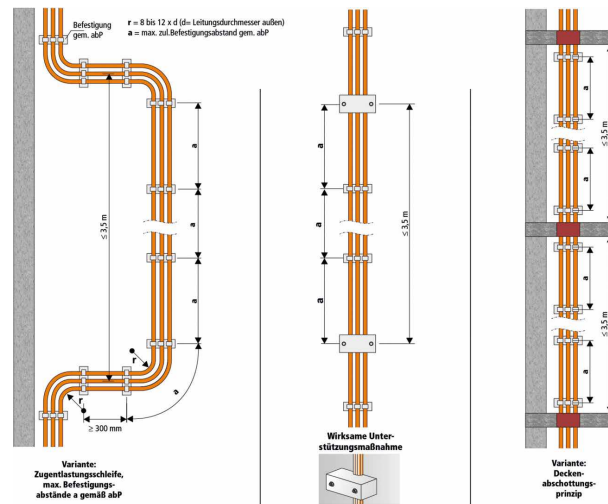 Befestigung
gem. abP
r = 8 bis 12 x d (d= Leitungsdurchmesser außen)
a = max. zul.Befestigungsabstand gem. abP
≤ 3,5 m
a
a
a
r
r
a
≥ 300 mm
Variante:
Zugentlastungsschleife,
max. Befestigungs-
abstände a gemäß abP
a
a
a
≤ 3,5 m
Wirksame Unter-
stützungsmaßnahme
a
a
≤ 3,5 m
a
a
≤ 3,5 m
Variante:
Decken-
abschottungs-
prinzip